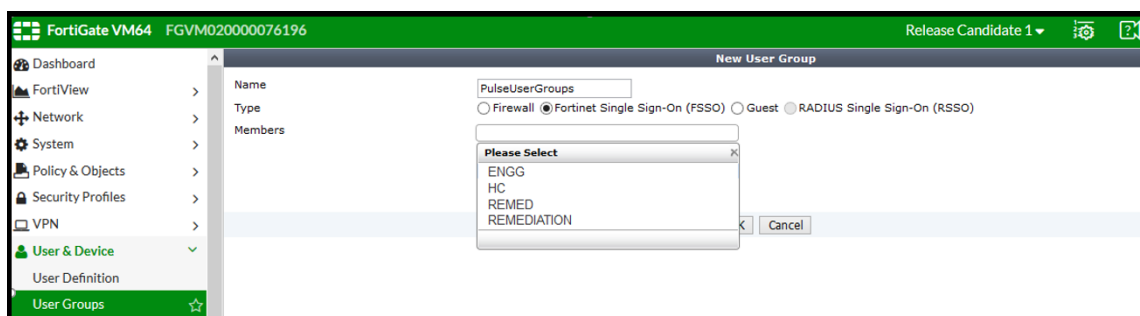 FortiGate VM64 FGVM020000076196 Release Candidate 1
Dashboard
FortiView
Network
System
Policy & Objects
Security Profiles
VPN
User & Device
User Definition
User Groups
New User Group
Name PulseUserGroups
Type Firewall Fortinet Single Sign-On (FSSO) Guest RADIUS Single Sign-On (RSSO)
Members
Please Select
ENGG
HC
REMED
REMEDIATION
Cancel